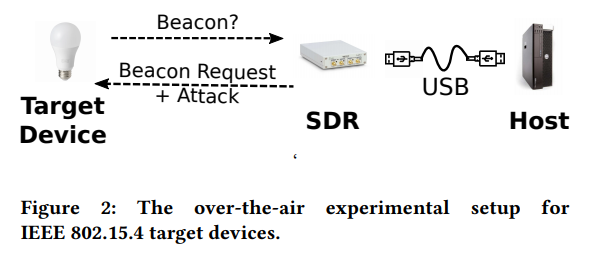 Beacon?
Beacon Request
+ Attack
USB
Target
Device
SDR
Host
‘
Figure 2: The over-the-air experimental setup for
IEEE 802.15.4 target devices.